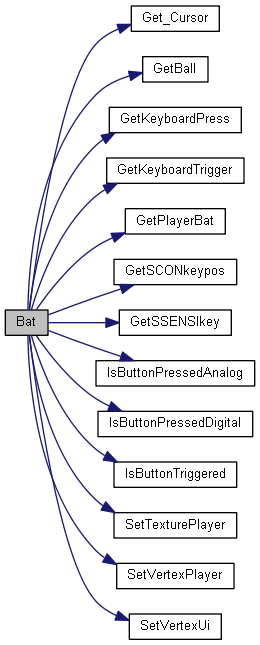 Get_Cursor
GetBall
GetKeyboardPress
GetKeyboardTrigger
GetPlayerBat
GetSCONkeypos
Bat
GetSSENSIkey
IsButtonPressedAnalog
IsButtonPressedDigital
IsButtonTriggered
SetTexturePlayer
SetVertexPlayer
SetVertexUi